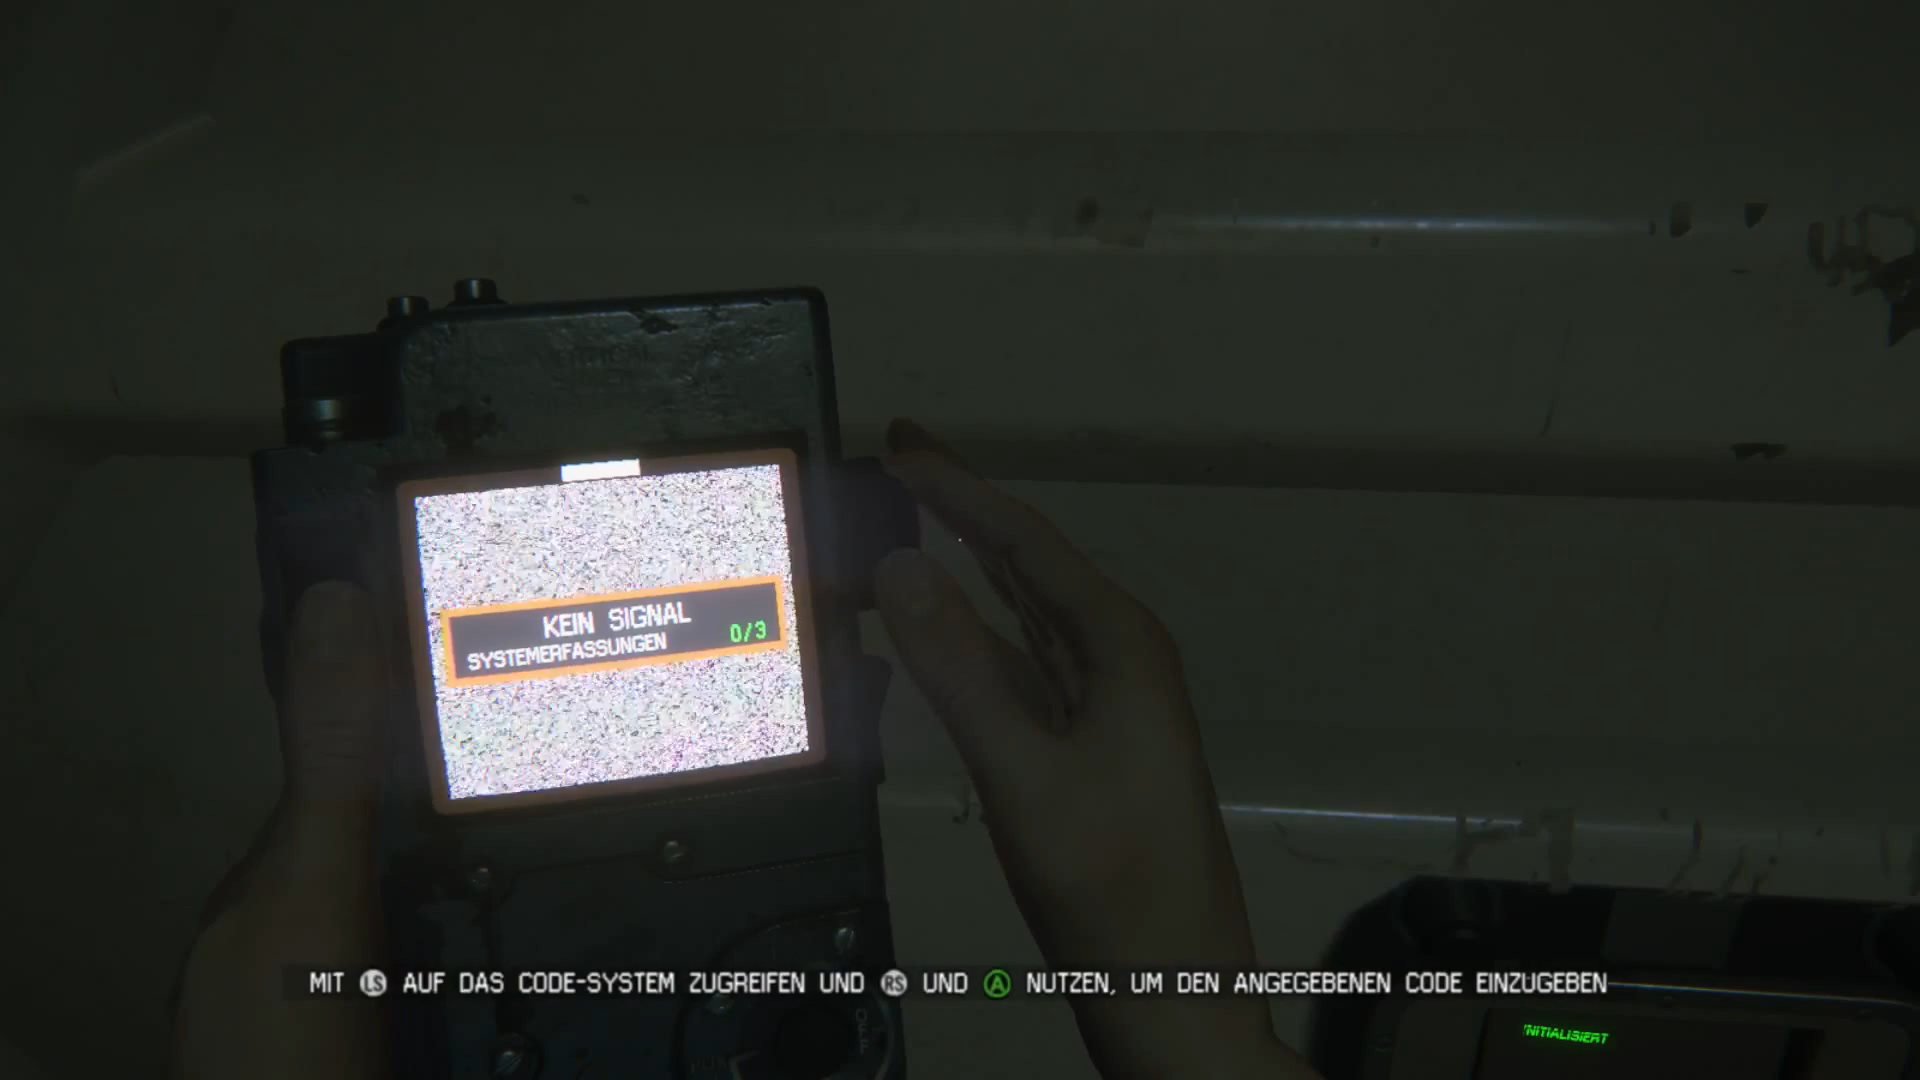 KEIN SIGNAL
SYSTEMERFASSUNGEN 0/3
MIT LS AUF DAS CODE-SYSTEM ZUGREIFEN UND RS UND A NUTZEN, UM DEN ANGEGEBENEN CODE EINZUGEBEN
OFF
INITIALISIERT